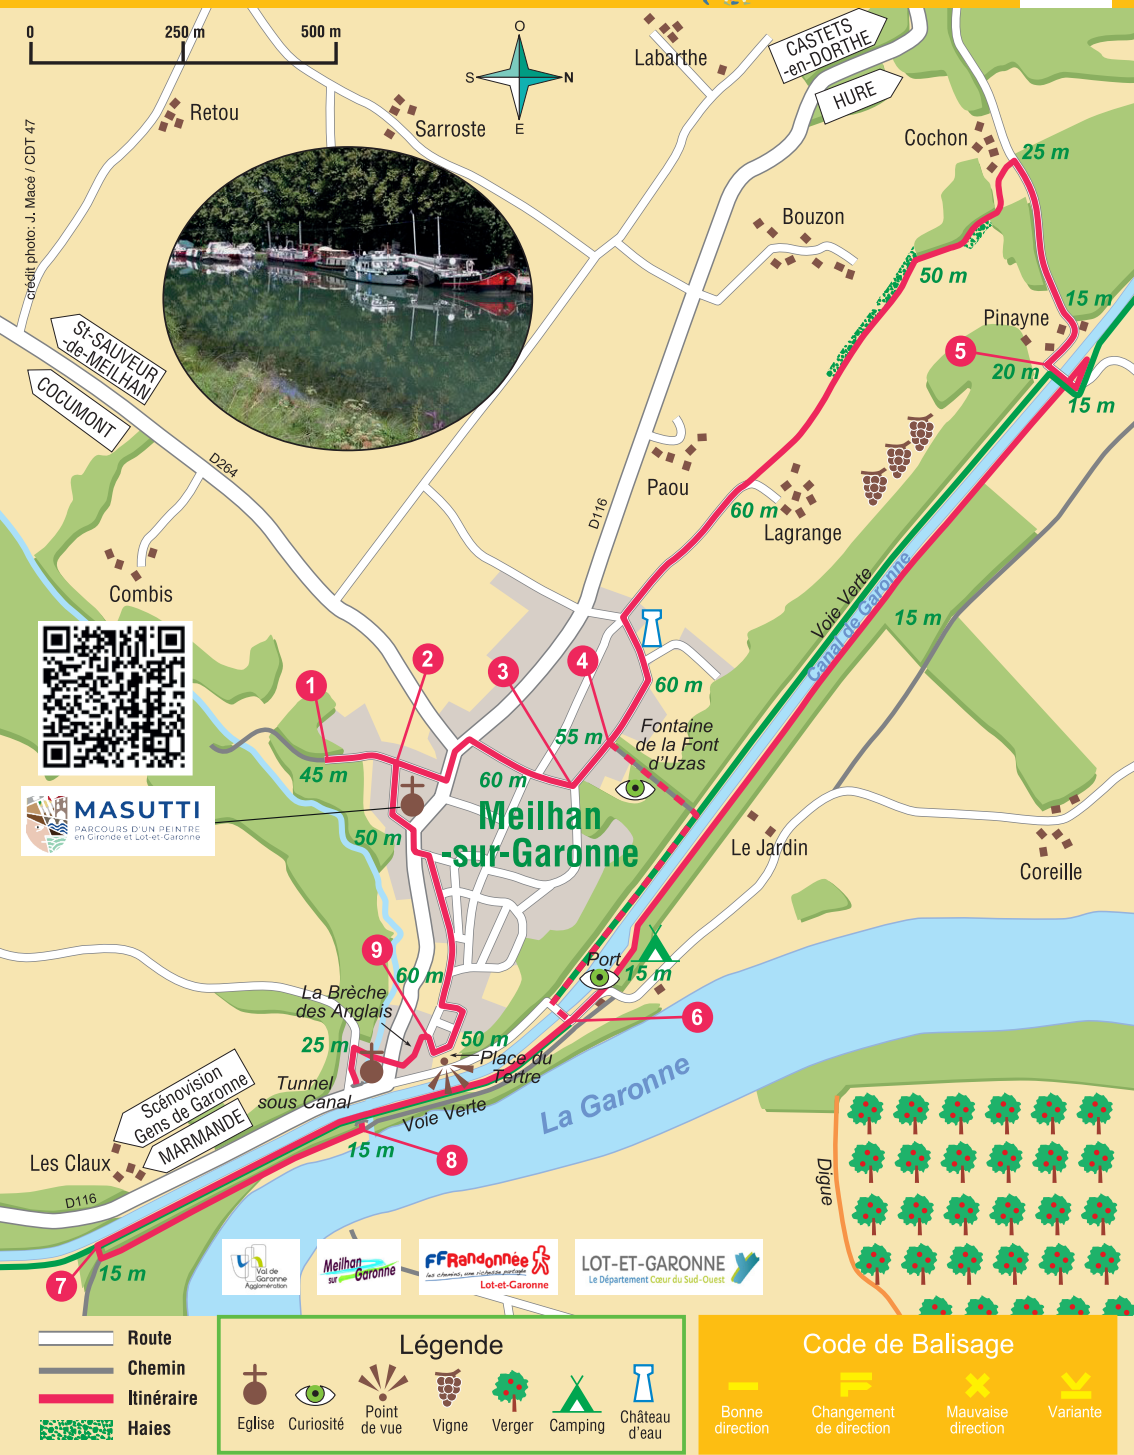 0
250 m
500 m
O
S
N
E
Labarthe
CASTETS
-en-DORTHE
HURE
Retou
Sarroste
Cochon
25 m
crédit photo: J. Macé / CDT 47
Bouzon
50 m
15 m
Pinayne
5
20 m
15 m
St-SAUVEUR
-de-MEILHAN
COCUMONT
D264
D116
Paou
60 m
Lagrange
Combis
Voie Verte
Canal de Garonne
15 m
1
2
3
4
60 m
55 m
Fontaine
de la Font
d'Uzas
45 m
60 m
MASUTTI
PARCOURS D'UN PEINTRE
en Gironde et Lot-et-Garonne
50 m
Meilhan
-sur-Garonne
Le Jardin
Coreille
9
60 m
Port
15 m
La Brèche
des Anglais
6
25 m
50 m
Place du
Tertre
Tunnel
sous Canal
Voie Verte
La Garonne
Scénovision
Gens de Garonne
MARMANDE
15 m
8
Les Claux
D116
Digue
7
15 m
Val de
Garonne
Agglomération
Meilhan
sur Garonne
FFRandonnée
les chemins, une richesse partagée
Lot-et-Garonne
LOT-ET-GARONNE
Le Département Cœur du Sud-Ouest
Route
Chemin
Itinéraire
Haies
Légende
Eglise
Curiosité
Point
de vue
Vigne
Verger
Camping
Château
d'eau
Code de Balisage
Bonne
direction
Changement
de direction
Mauvaise
direction
Variante